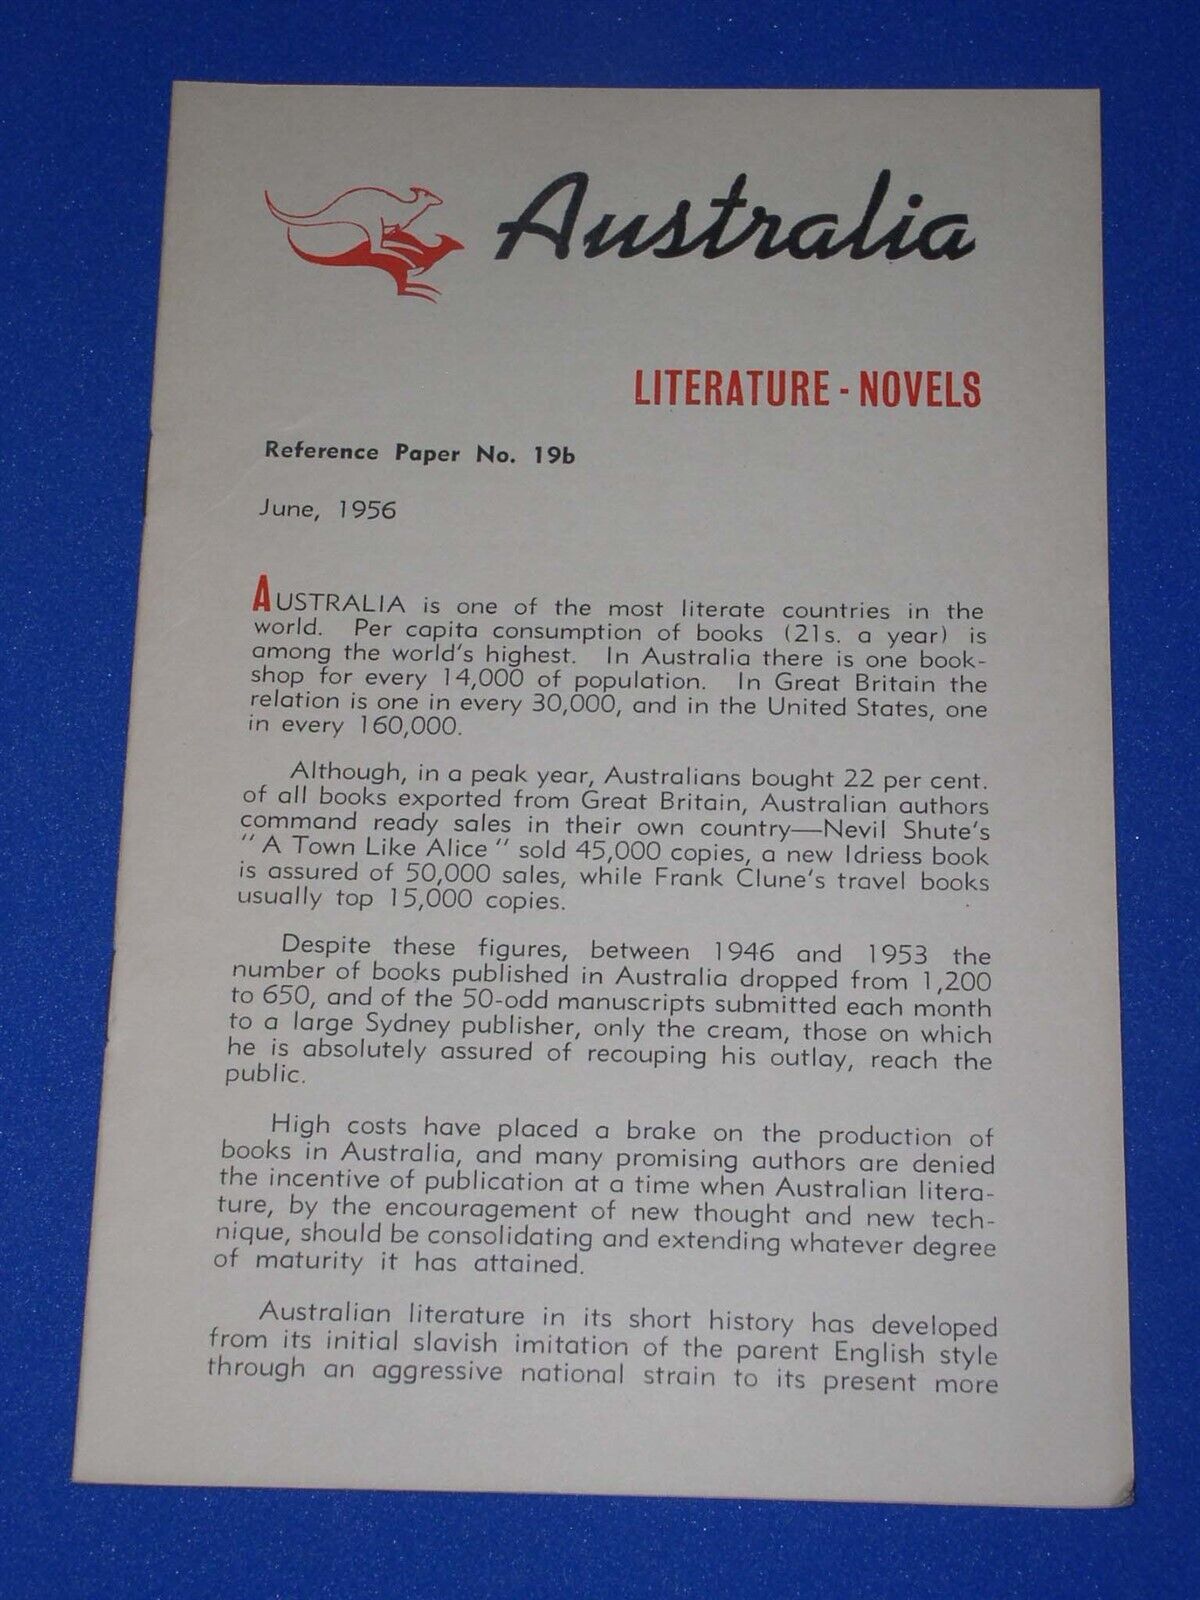 Australia
LITERATURE - NOVELS
Reference Paper No. 19b
June, 1956
AUSTRALIA is one of the most literate countries in the
world. Per capita consumption of books (21s. a year) is
among the world's highest. In Australia there is one book-
shop for every 14,000 of population. In Great Britain the
relation is one in every 30,000, and in the United States, one
in every 160,000.
Although, in a peak year, Australians bought 22 per cent.
of all books exported from Great Britain, Australian authors
command ready sales in their own country—Nevil Shute's
" A Town Like Alice " sold 45,000 copies, a new Idriess book
is assured of 50,000 sales, while Frank Clune's travel books
usually top 15,000 copies.
Despite these figures, between 1946 and 1953 the
number of books published in Australia dropped from 1,200
to 650, and of the 50-odd manuscripts submitted each month
to a large Sydney publisher, only the cream, those on which
he is absolutely assured of recouping his outlay, reach the
public.
High costs have placed a brake on the production of
books in Australia, and many promising authors are denied
the incentive of publication at a time when Australian litera-
ture, by the encouragement of new thought and new tech-
nique, should be consolidating and extending whatever degree
of maturity it has attained.
Australian literature in its short history has developed
from its initial slavish imitation of the parent English style
through an aggressive national strain to its present more